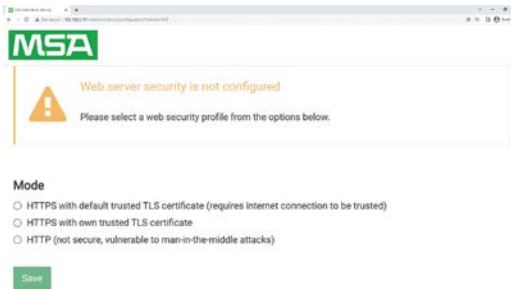 MSA
Web server security is not configured
Please select a web security profile from the options below.
Mode
HTTPS with default trusted TLS certificate (requires internet connection to be trusted)
HTTPS with own trusted TLS certificate
HTTP (not secure, vulnerable to man-in-the-middle attacks)
Save